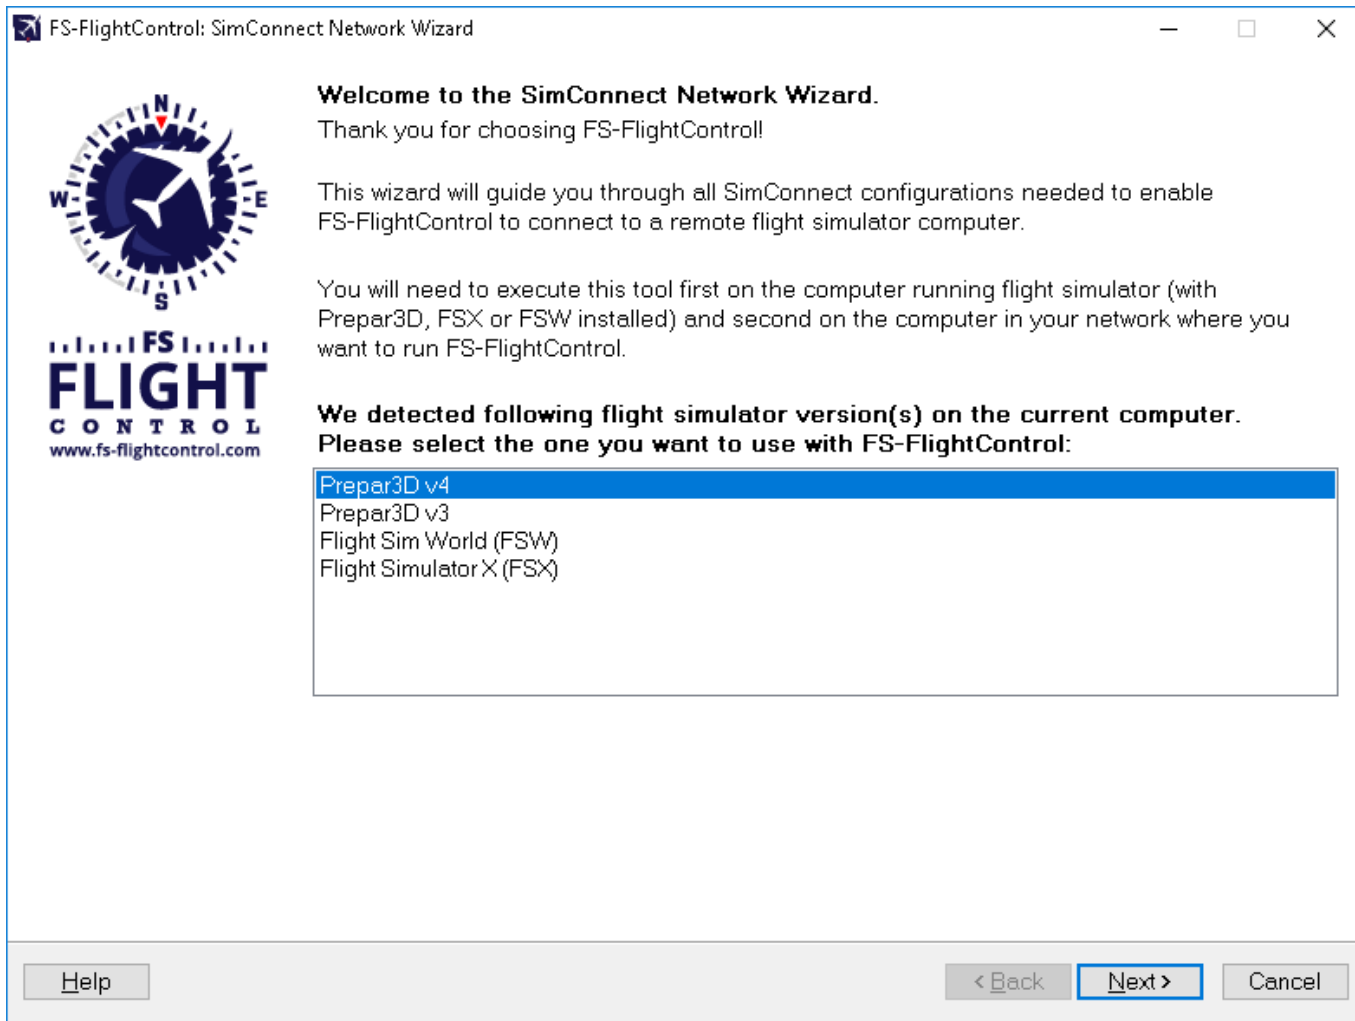 FS-FlightControl: SimConnect Network Wizard
N
W
E
S
FS
FLIGHT
CONTROL
www.fs-flightcontrol.com
Welcome to the SimConnect Network Wizard.
Thank you for choosing FS-FlightControl!
This wizard will guide you through all SimConnect configurations needed to enable
FS-FlightControl to connect to a remote flight simulator computer.
You will need to execute this tool first on the computer running flight simulator (with
Prepar3D, FSX or FSW installed) and second on the computer in your network where you
want to run FS-FlightControl.
We detected following flight simulator version(s) on the current computer.
Please select the one you want to use with FS-FlightControl:
Prepar3D v4
Prepar3D v3
Flight Sim World (FSW)
Flight Simulator X (FSX)
Help
< Back
Next >
Cancel